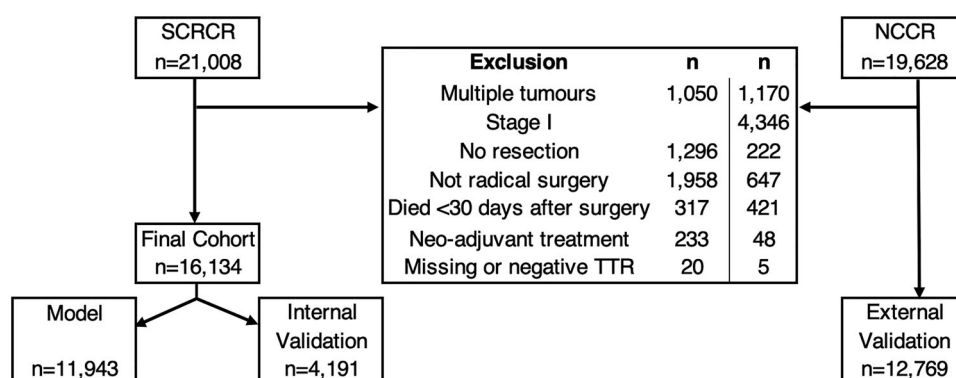 SCRCR
n=21,008
NCCR
n=19,628
Exclusion n n
Multiple tumours 1,050 1,170
Stage I 4,346
No resection 1,296 222
Not radical surgery 1,958 647
Died <30 days after surgery 317 421
Neo-adjuvant treatment 233 48
Missing or negative TTR 20 5
Final Cohort
n=16,134
Model
n=11,943
Internal
Validation
n=4,191
External
Validation
n=12,769